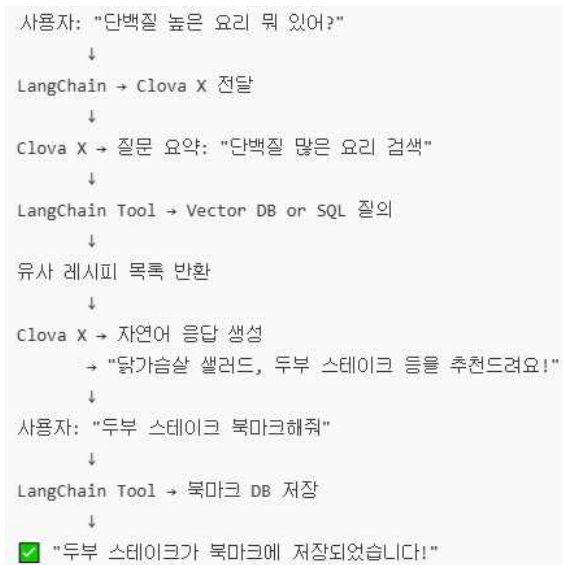 사용자: "단백질 높은 요리 뭐 있어?"
↓
LangChain → Clova X 전달
↓
Clova X → 질문 요약: "단백질 많은 요리 검색"
↓
LangChain Tool → Vector DB or SQL 질의
↓
유사 레시피 목록 반환
↓
Clova X → 자연어 응답 생성
→ "닭가슴살 샐러드, 두부 스테이크 등을 추천드려요!"
↓
사용자: "두부 스테이크 북마크해줘"
↓
LangChain Tool → 북마크 DB 저장
↓
✅ "두부 스테이크가 북마크에 저장되었습니다!"